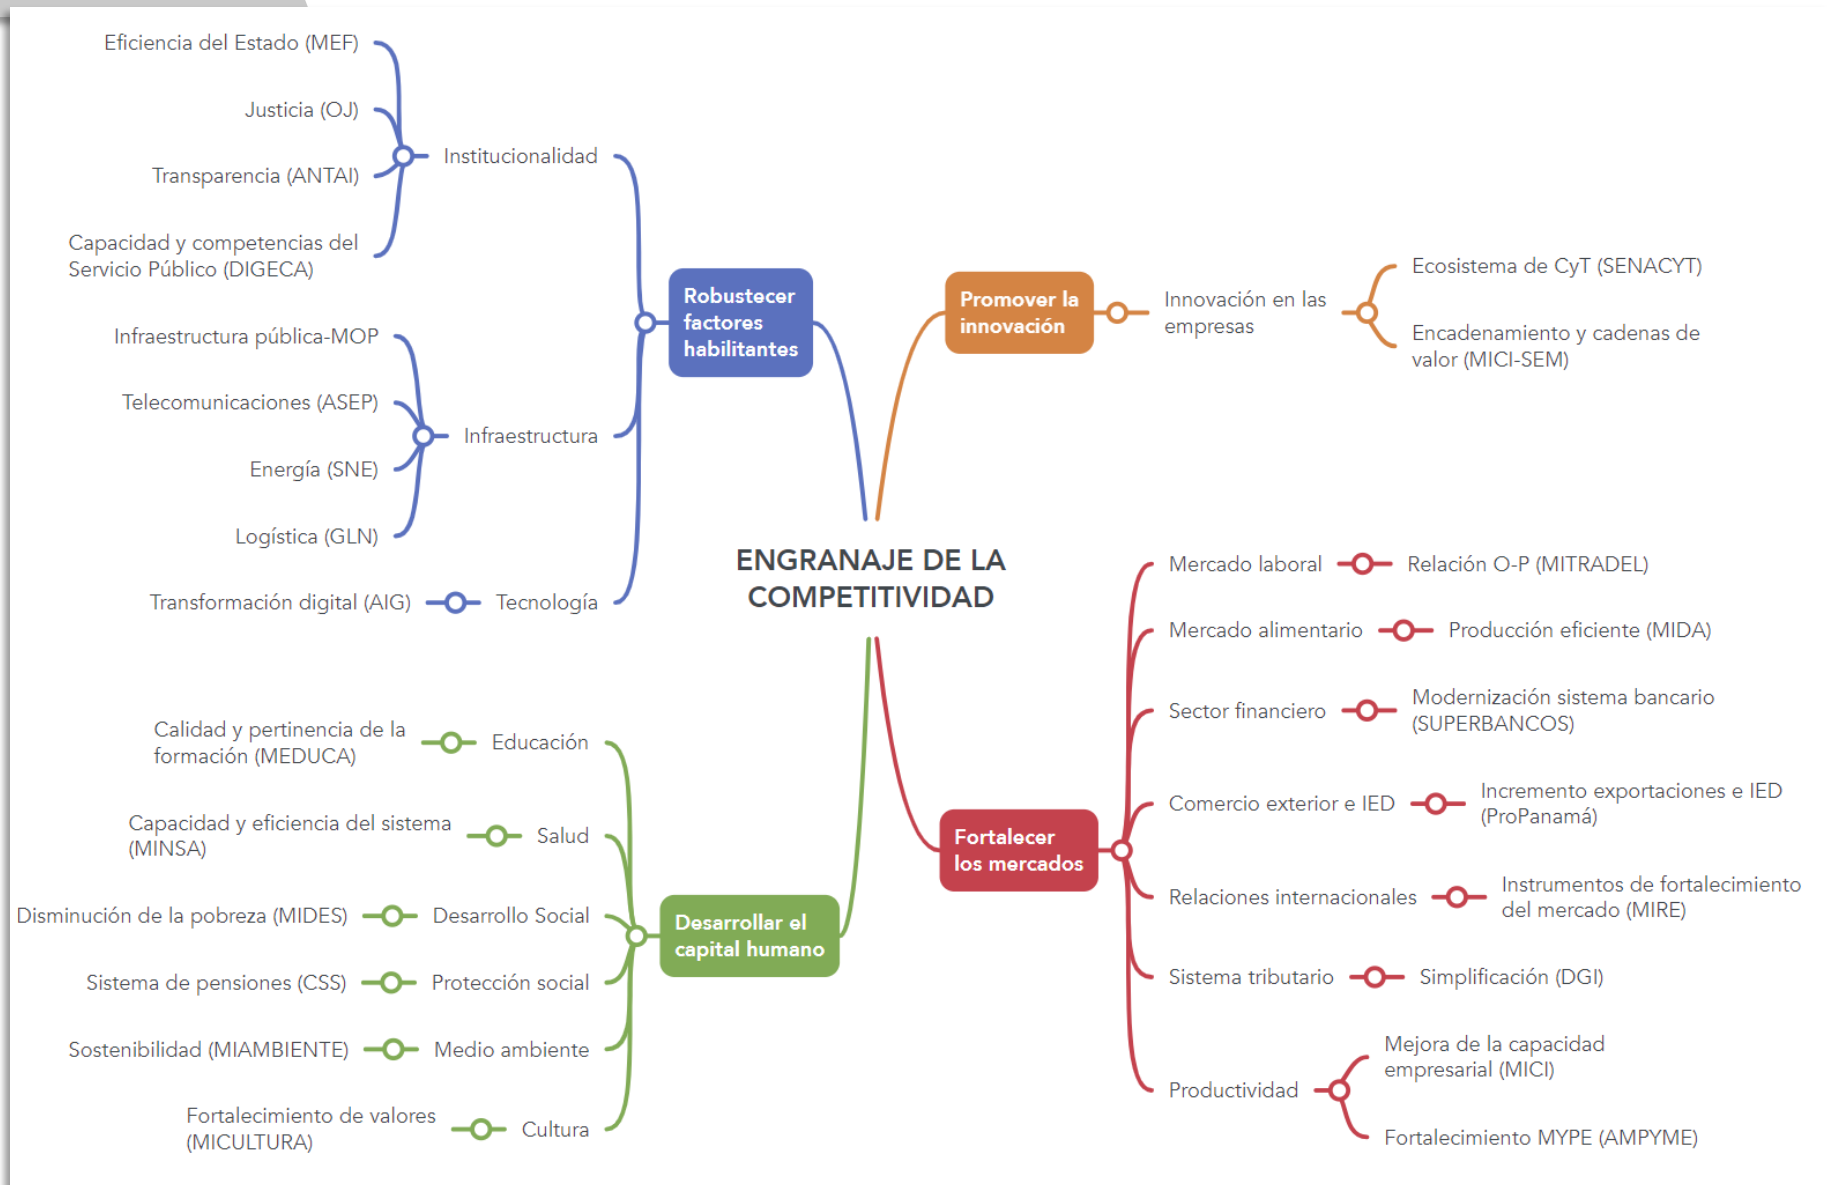 ENGRANAJE DE LA
COMPETITIVIDAD
Robustecer
factores
habilitantes
Institucionalidad
Eficiencia del Estado (MEF)
Justicia (OJ)
Transparencia (ANTAI)
Capacidad y competencias del
Servicio Público (DIGECA)
Infraestructura
Infraestructura pública-MOP
Telecomunicaciones (ASEP)
Energía (SNE)
Logística (GLN)
Tecnología
Transformación digital (AIG)
Promover la
innovación
Innovación en las
empresas
Ecosistema de CyT (SENACYT)
Encadenamiento y cadenas de
valor (MICI-SEM)
Desarrollar el
capital humano
Educación
Calidad y pertinencia de la
formación (MEDUCA)
Salud
Capacidad y eficiencia del sistema
(MINSA)
Desarrollo Social
Disminución de la pobreza (MIDES)
Protección social
Sistema de pensiones (CSS)
Medio ambiente
Sostenibilidad (MIAMBIENTE)
Cultura
Fortalecimiento de valores
(MICULTURA)
Fortalecer
los mercados
Mercado laboral
Relación O-P (MITRADEL)
Mercado alimentario
Producción eficiente (MIDA)
Sector financiero
Modernización sistema bancario
(SUPERBANCOS)
Comercio exterior e IED
Incremento exportaciones e IED
(ProPanamá)
Relaciones internacionales
Instrumentos de fortalecimiento
del mercado (MIRE)
Sistema tributario
Simplificación (DGI)
Productividad
Mejora de la capacidad
empresarial (MICI)
Fortalecimiento MYPE (AMPYME)